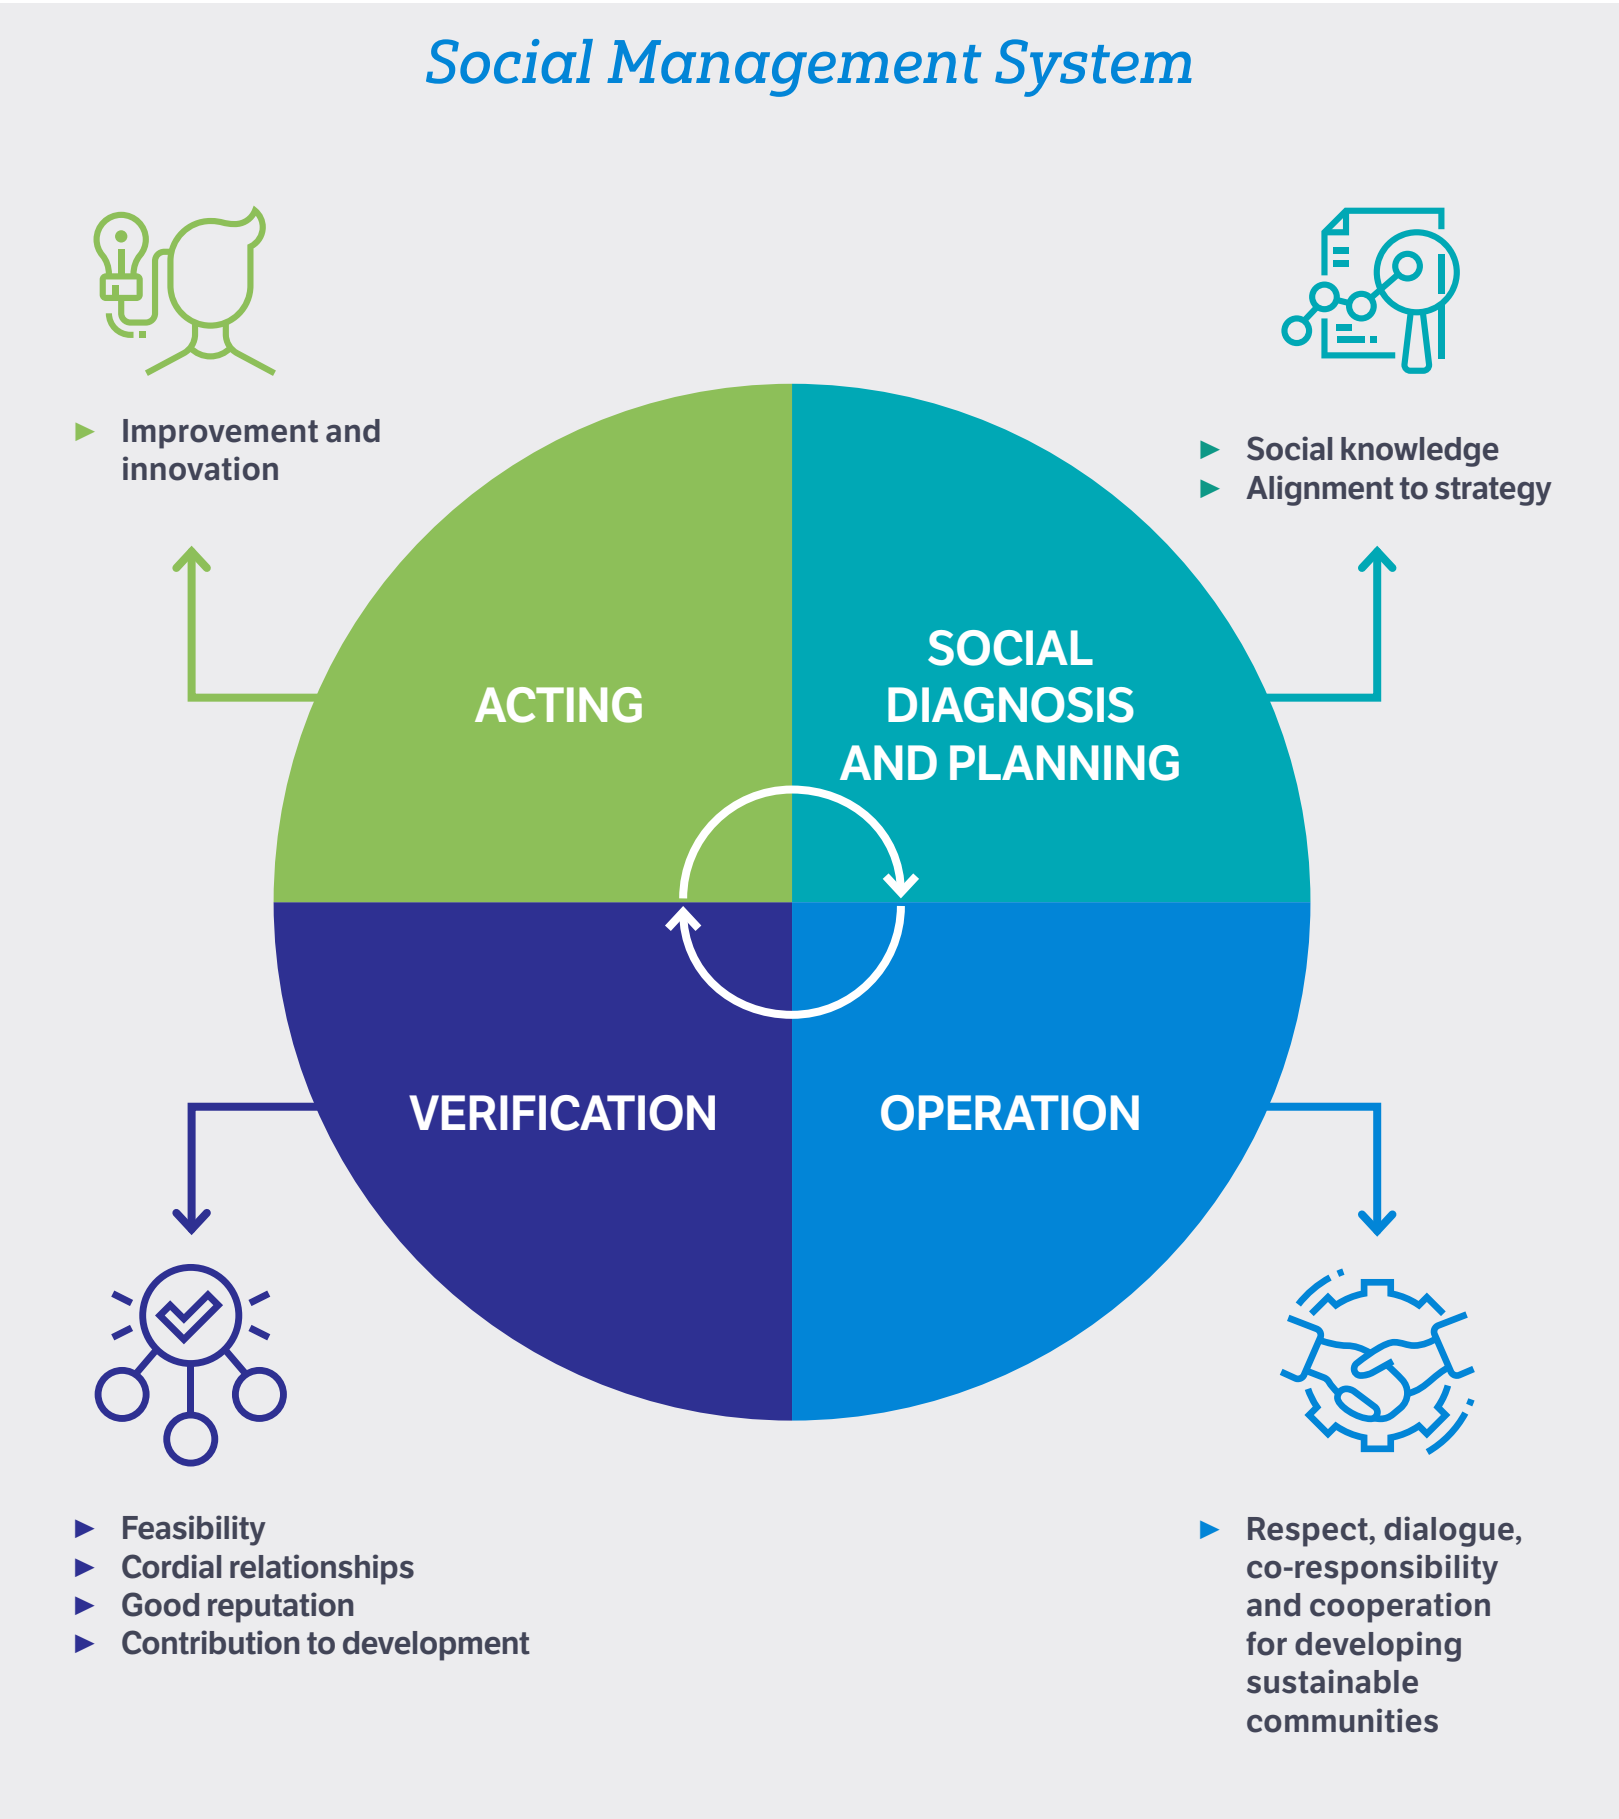 Social Management System
Improvement and
innovation
Social knowledge
Alignment to strategy
ACTING
SOCIAL
DIAGNOSIS
AND PLANNING
VERIFICATION
OPERATION
Feasibility
Cordial relationships
Good reputation
Contribution to development
Respect, dialogue,
co-responsibility
and cooperation
for developing
sustainable
communities